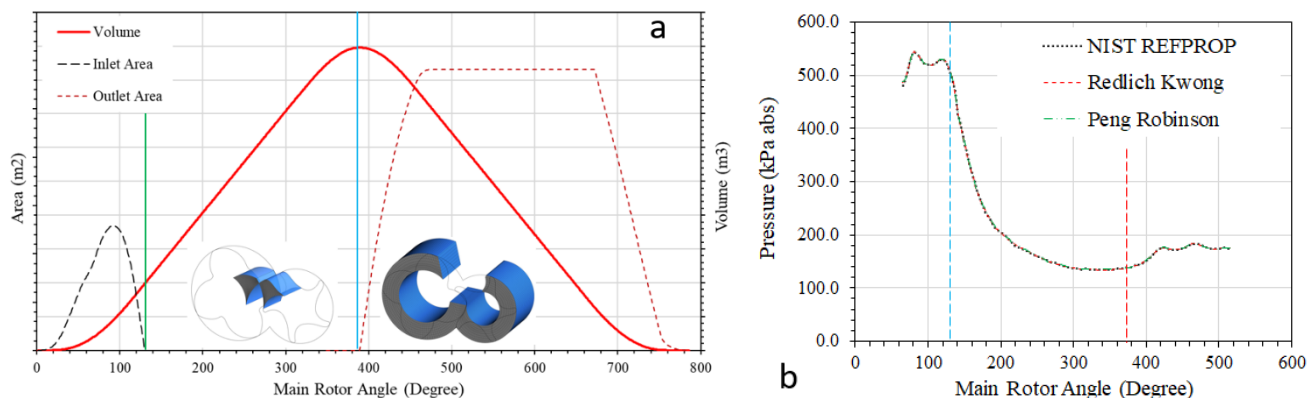 a
Volume
Inlet Area
Outlet Area
Area (m2)
Volume (m3)
0 100 200 300 400 500 600 700 800
Main Rotor Angle (Degree)
600.0
500.0
400.0
300.0
200.0
100.0
0.0
Pressure (kPa abs)
NIST REFPROP
Redlich Kwong
Peng Robinson
0 100 200 300 400 500 600
Main Rotor Angle (Degree)
b